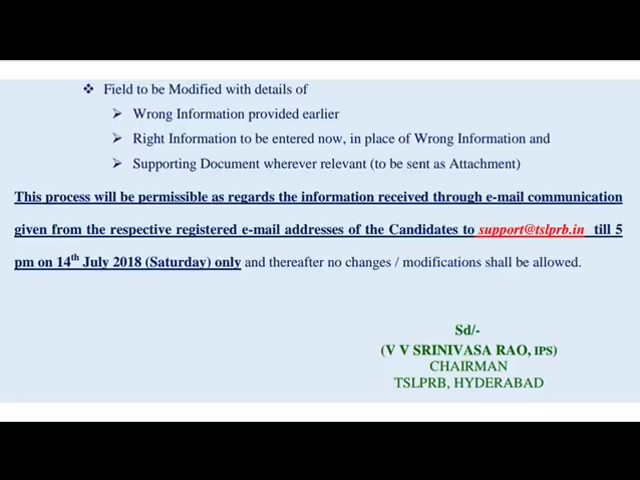 ❖ Field to be Modified with details of
➢ Wrong Information provided earlier
➢ Right Information to be entered now, in place of Wrong Information and
➢ Supporting Document wherever relevant (to be sent as Attachment)
This process will be permissible as regards the information received through e-mail communication
given from the respective registered e-mail addresses of the Candidates to support@tslprb.in till 5
pm on 14th July 2018 (Saturday) only and thereafter no changes / modifications shall be allowed.
Sd/-
(V V SRINIVASA RAO, IPS)
CHAIRMAN
TSLPRB, HYDERABAD